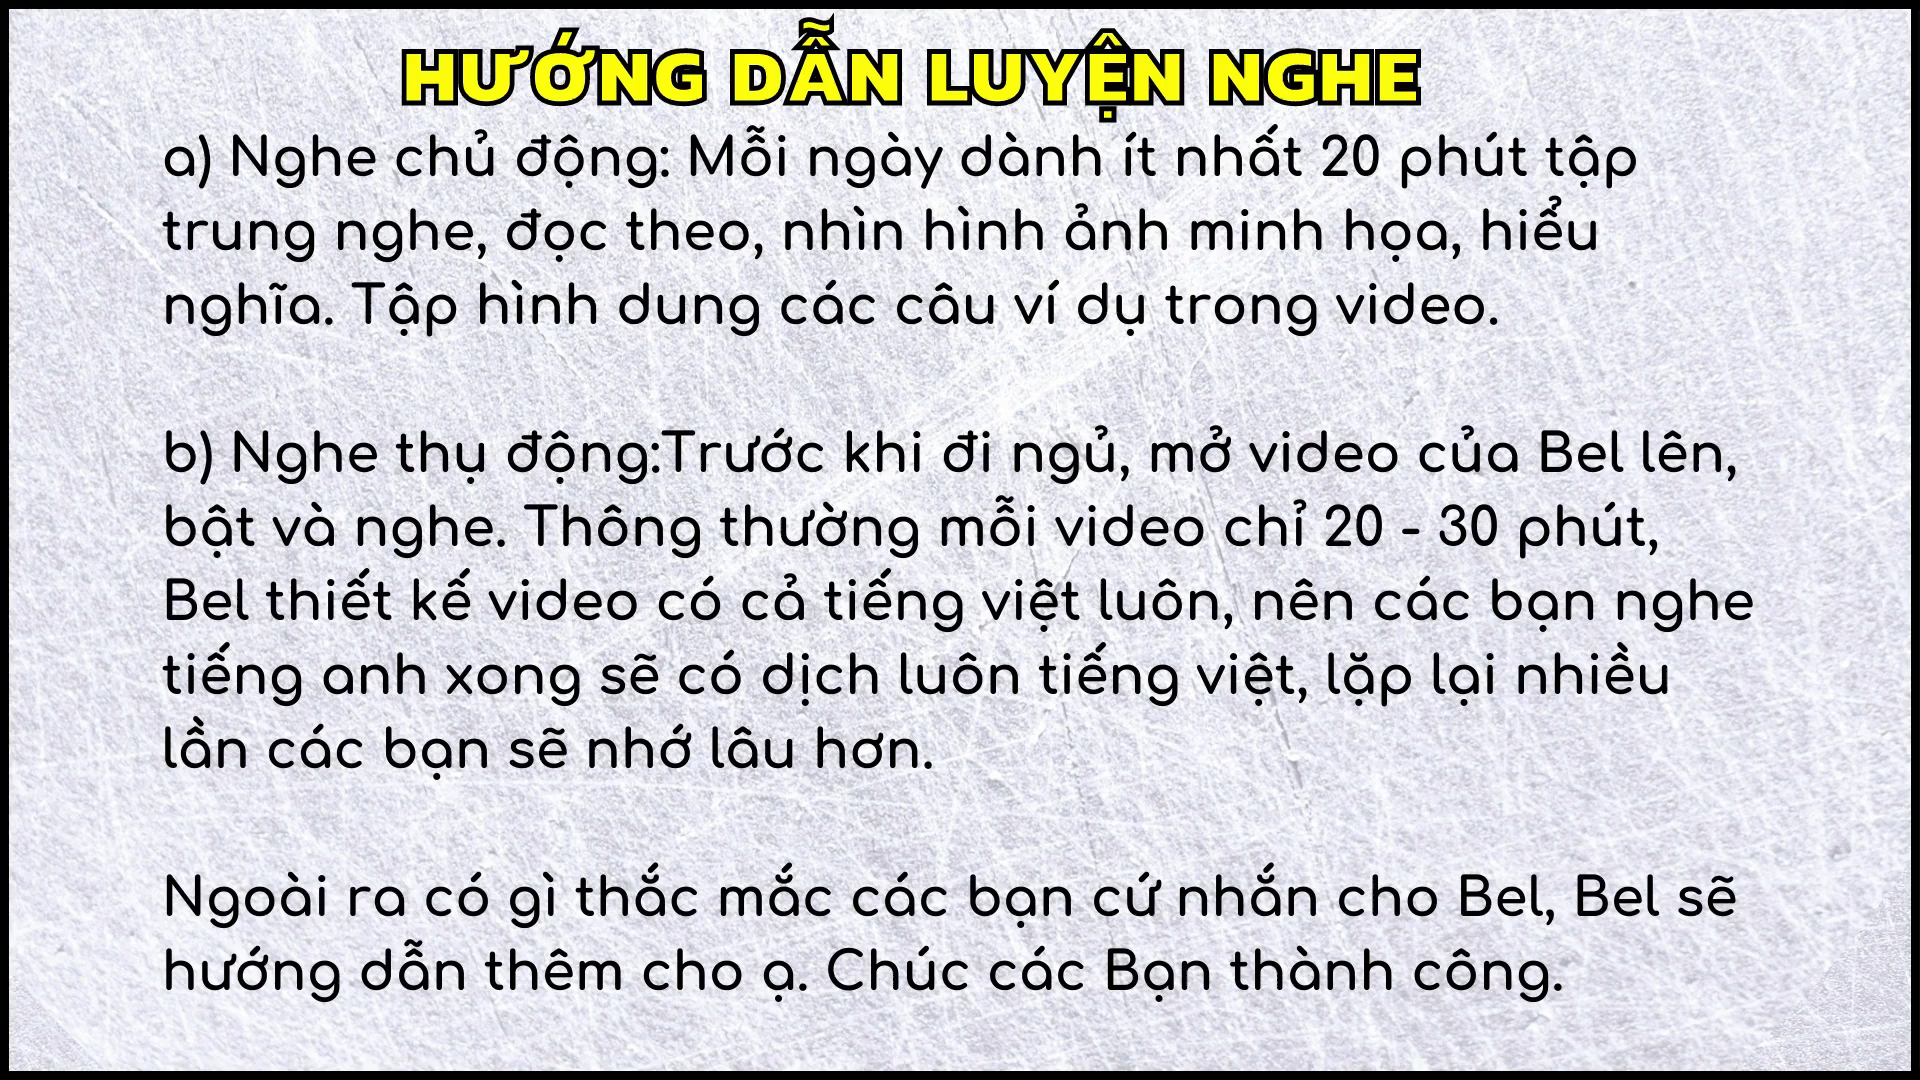 HƯỚNG DẪN LUYỆN NGHE
a) Nghe chủ động: Mỗi ngày dành ít nhất 20 phút tập
trung nghe, đọc theo, nhìn hình ảnh minh họa, hiểu
nghĩa. Tập hình dung các câu ví dụ trong video.
b) Nghe thụ động:Trước khi đi ngủ, mở video của Bel lên,
bật và nghe. Thông thường mỗi video chỉ 20 - 30 phút,
Bel thiết kế video có cả tiếng việt luôn, nên các bạn nghe
tiếng anh xong sẽ có dịch luôn tiếng việt, lặp lại nhiều
lần các bạn sẽ nhớ lâu hơn.
Ngoài ra có gì thắc mắc các bạn cứ nhắn cho Bel, Bel sẽ
hướng dẫn thêm cho ạ. Chúc các Bạn thành công.